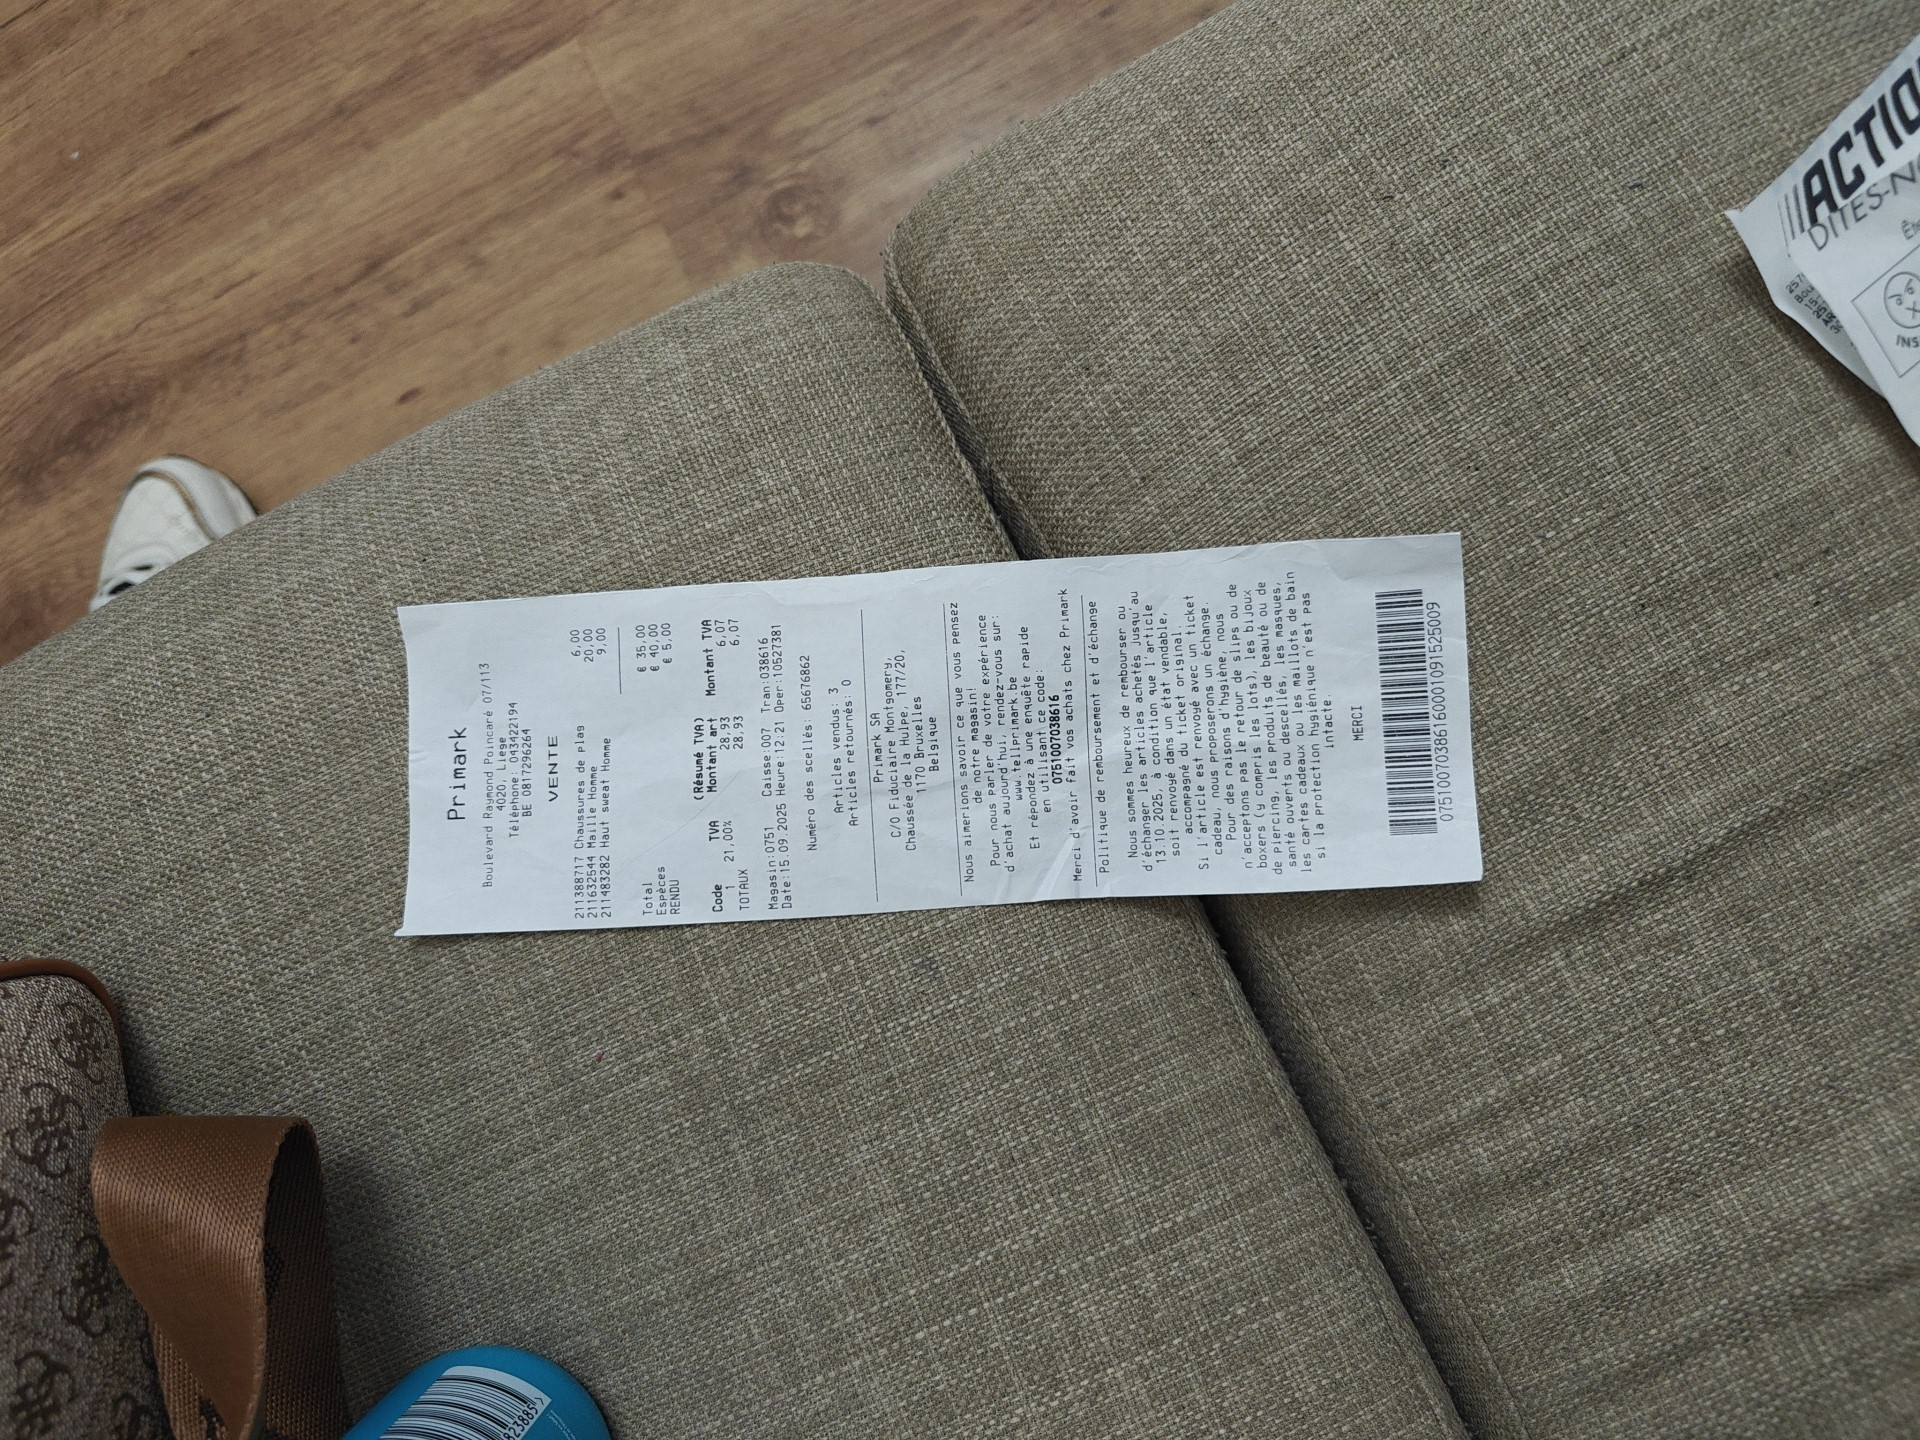 Primark
Boulevard Raymond Poincaré 07/113
4020, Liege
Téléphone: 043422194
BE 0817296264
VENTE
211388717 Chaussures de plag 6,00
211632544 Maille Homme 20,00
211483282 Haut sweat Homme 9,00
Total € 35,00
Espèces € 40,00
RENDU € 5,00
(Résumé TVA)
Code TVA Montant art Montant TVA
1 21,00% 28,93 6,07
TOTAUX 28,93 6,07
Magasin:0751 Caisse:007 Tran:038616
Date:15.09.2025 Heure:12:21 Oper:10527381
Numéro des scellés: 65676862
Articles vendus: 3
Articles retournés: 0
Primark SA
C/O Fiduciaire Montgomery,
Chaussée de la Hulpe, 177/20,
1170 Bruxelles
Belgique
Nous aimerions savoir ce que vous pensez
de notre magasin!
Pour nous parler de votre expérience
d'achat aujourd'hui, rendez-vous sur:
www.tellprimark.be
Et répondez à une enquête rapide
en utilisant ce code:
0751007038616
Merci d'avoir fait vos achats chez Primark
Politique de remboursement et d'échange
Nous sommes heureux de rembourser ou
d'échanger les articles achetés jusqu'au
13.10.2025, à condition que l'article
soit renvoyé dans un état vendable,
accompagné du ticket original.
Si l'article est renvoyé avec un ticket
cadeau, nous proposerons un échange.
Pour des raisons d'hygiène, nous
n'acceptons pas le retour de slips ou de
boxers (y compris les lots), les bijoux
de piercing, les produits de beauté ou de
santé ouverts ou descellés, les masques,
les cartes cadeaux ou les maillots de bain
si la protection hygiénique n'est pas
intacte.
MERCI
0751007038616000109152 5009
ACTIO
DITES-N
INS